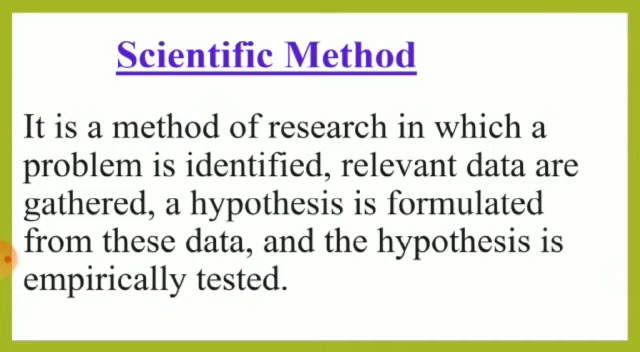 Scientific Method
It is a method of research in which a
problem is identified, relevant data are
gathered, a hypothesis is formulated
from these data, and the hypothesis is
empirically tested.